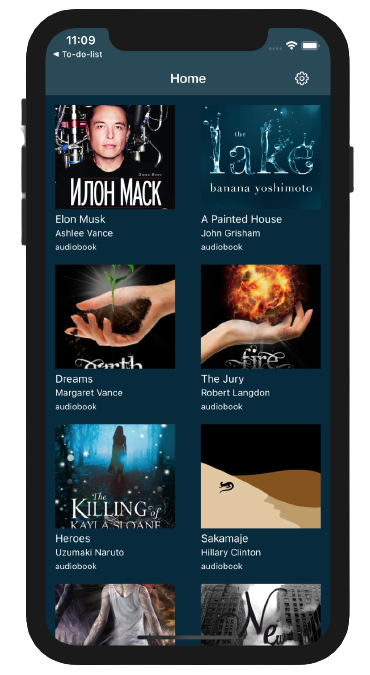 11:09
◀ To-do-list
Home
Dune Boss
ИЛОН МАСК
Elon Musk
Ashlee Vance
audiobook
the
lake
banana yoshimoto
A Painted House
John Grisham
audiobook
earth
Dreams
Margaret Vance
audiobook
fire
The Jury
Robert Langdon
audiobook
The
KILLING of
KAYLA SLOANE
Heroes
Uzumaki Naruto
audiobook
Sakamaje
Hillary Clinton
audiobook
Ne